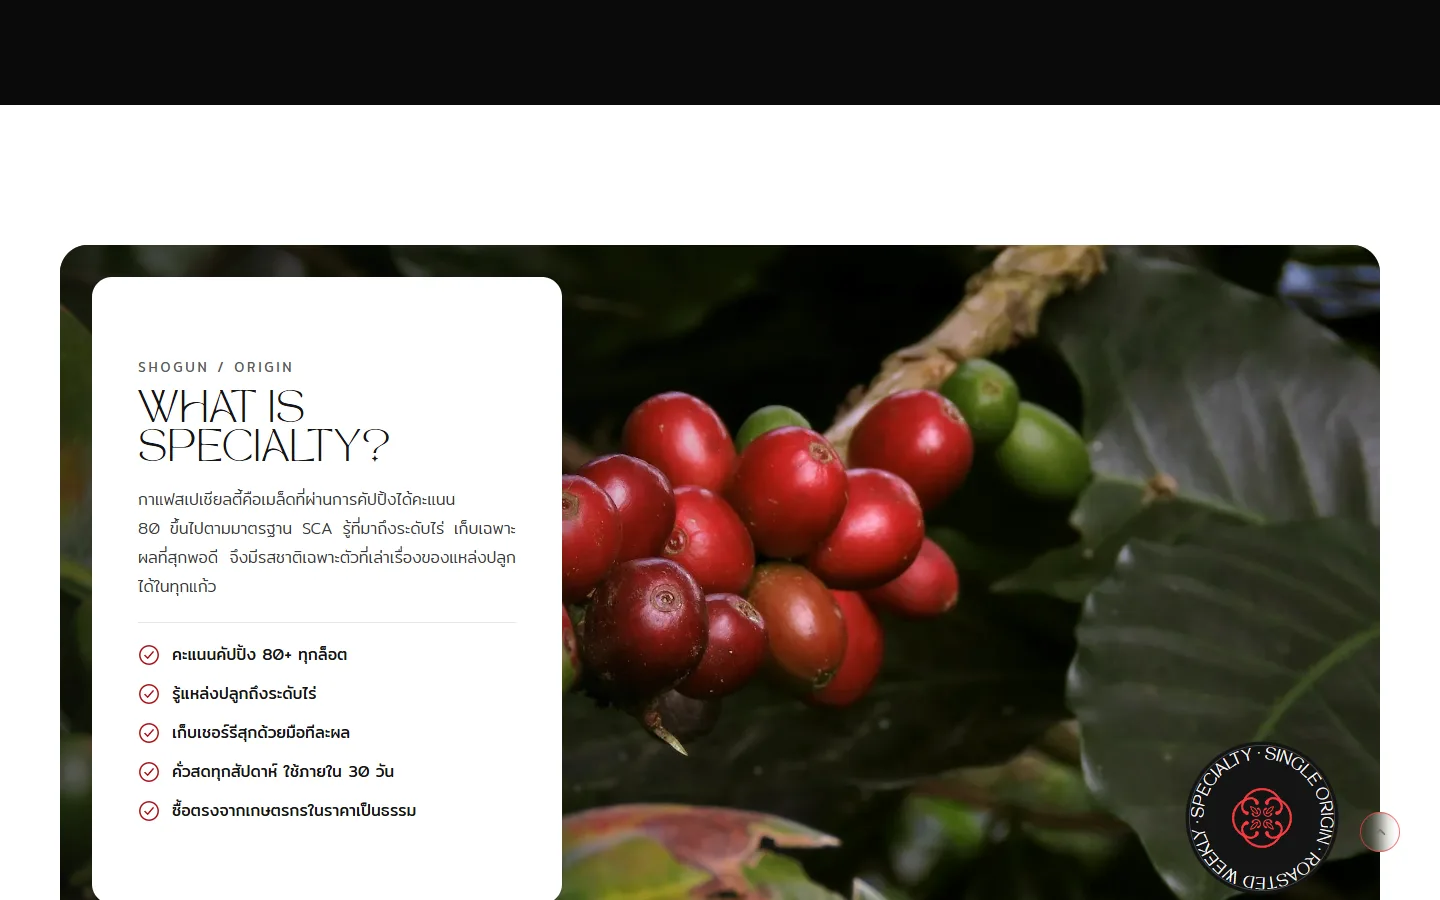 SHOGUN / ORIGIN
WHAT IS
SPECIALTY?
กาแฟสเปเชียลตี้คือเมล็ดที่ผ่านการคัปปิ้งได้คะแนน
80 ขึ้นไปตามมาตรฐาน SCA รู้ที่มาถึงระดับไร่ เก็บเฉพาะ
ผลที่สุกพอดี จึงมีรสชาติเฉพาะตัวที่เล่าเรื่องของแหล่งปลูก
ได้ในทุกแก้ว
คะแนนคัปปิ้ง 80+ ทุกล็อต
รู้แหล่งปลูกถึงระดับไร่
เก็บเชอร์รีสุกด้วยมือทีละผล
คั่วสดทุกสัปดาห์ ใช้ภายใน 30 วัน
ซื้อตรงจากเกษตรกรในราคาเป็นธรรม
SPECIALTY · SINGLE ORIGIN · ROASTED WEEKLY ·